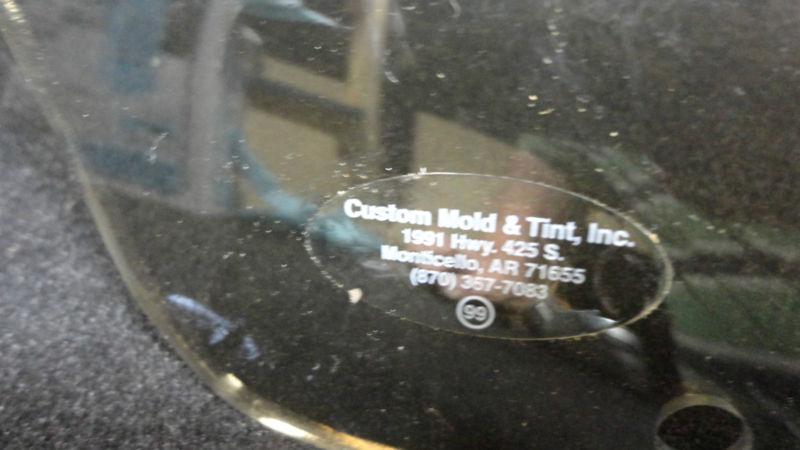 Custom Mold & Tint, Inc.
1991 Hwy. 425 S.
Monticello, AR 71655
(870) 367-7083
99